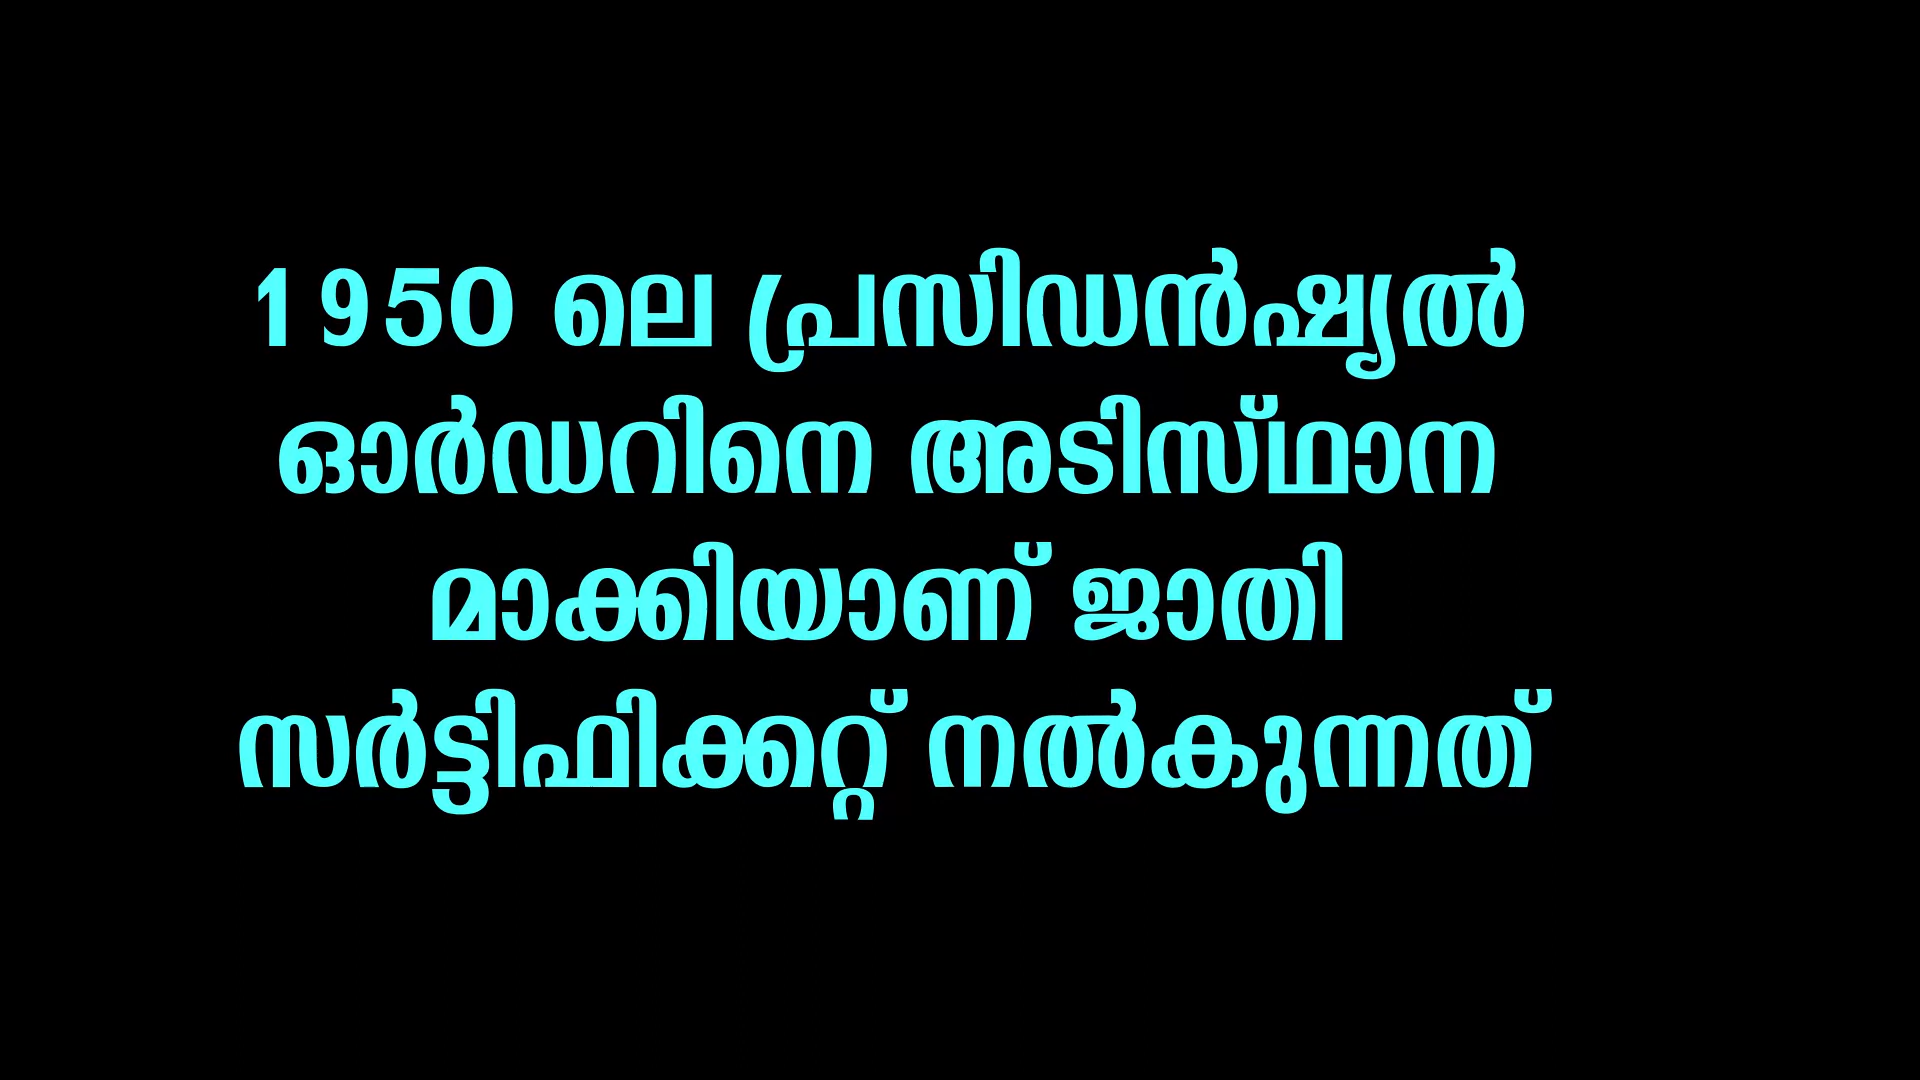 1950 ലെ പ്രസിഡൻഷ്യൽ
ഓർഡറിനെ അടിസ്ഥാന
മാക്കിയാണ് ജാതി
സർട്ടിഫിക്കറ്റ് നൽകുന്നത്